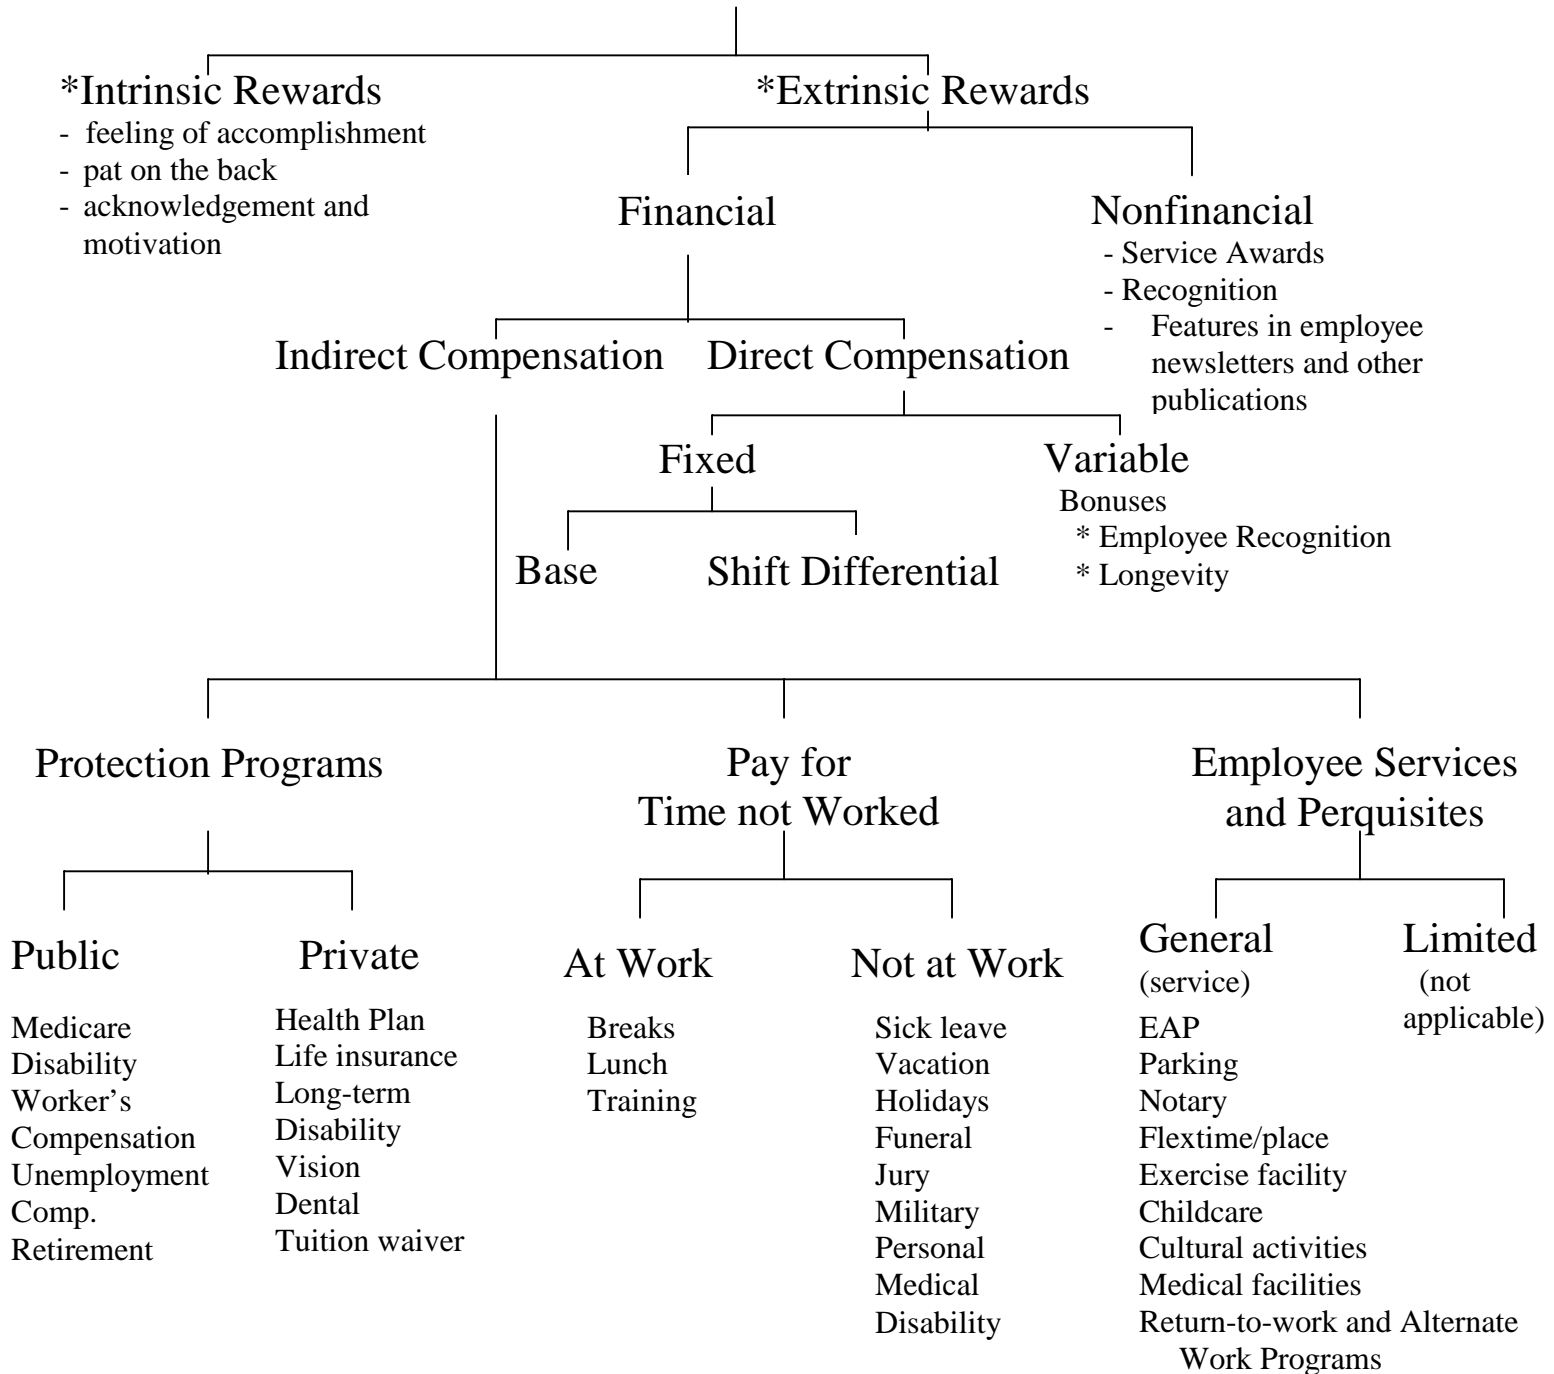 *Intrinsic Rewards
- feeling of accomplishment
- pat on the back
- acknowledgement and
motivation
*Extrinsic Rewards
Financial
Nonfinancial
- Service Awards
- Recognition
- Features in employee
newsletters and other
publications
Indirect Compensation
Direct Compensation
Fixed
Variable
Bonuses
* Employee Recognition
* Longevity
Base
Shift Differential
Protection Programs
Pay for
Time not Worked
Employee Services
and Perquisites
Public
Medicare
Disability
Worker’s
Compensation
Unemployment
Comp.
Retirement
Private
Health Plan
Life insurance
Long-term
Disability
Vision
Dental
Tuition waiver
At Work
Breaks
Lunch
Training
Not at Work
Sick leave
Vacation
Holidays
Funeral
Jury
Military
Personal
Medical
Disability
General
(service)
EAP
Parking
Notary
Flextime/place
Exercise facility
Childcare
Cultural activities
Medical facilities
Return-to-work and Alternate
Work Programs
Limited
(not
applicable)